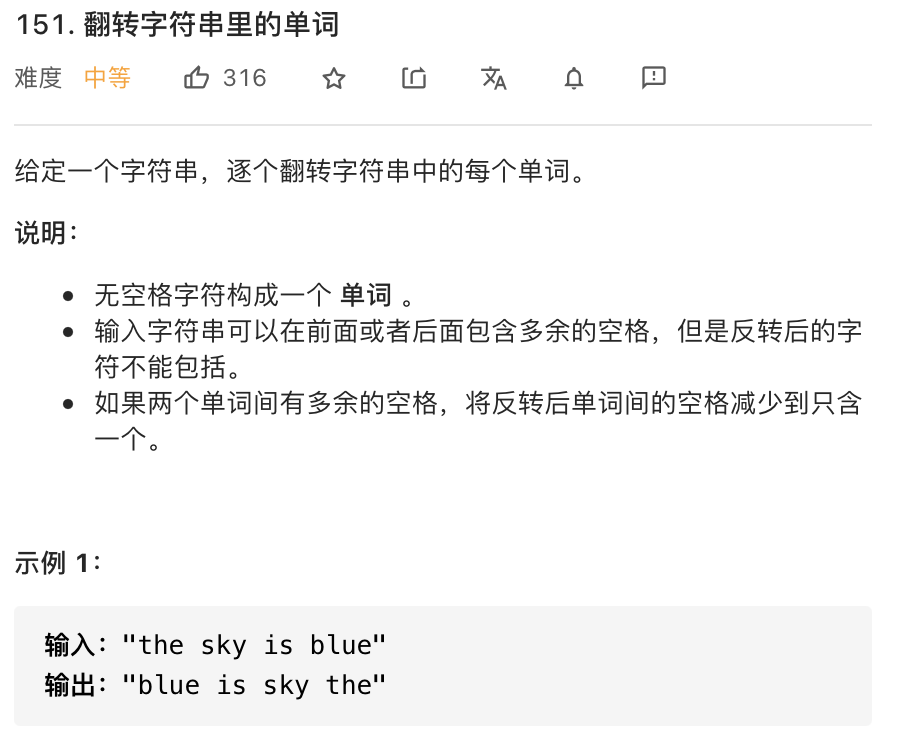 151. 翻转字符串里的单词
难度 中等 316
给定一个字符串，逐个翻转字符串中的每个单词。
说明：
无空格字符构成一个 单词 。
输入字符串可以在前面或者后面包含多余的空格，但是反转后的字
符不能包括。
如果两个单词间有多余的空格，将反转后单词间的空格减少到只含
一个。
示例 1：
输入："the sky is blue"
输出："blue is sky the"